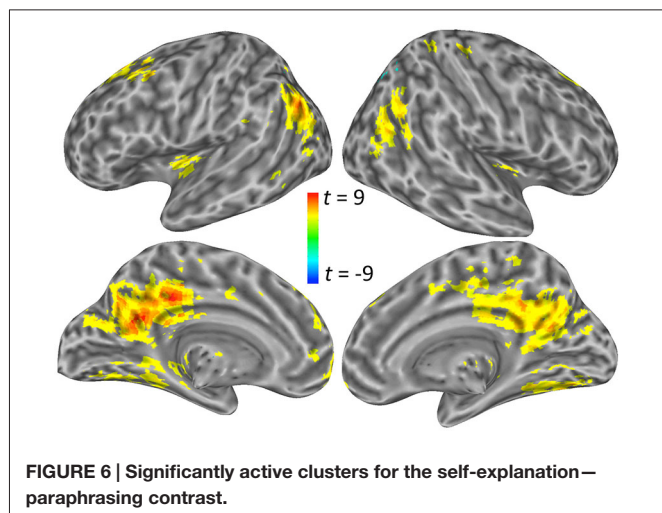 t = 9
t = -9
FIGURE 6 | Significantly active clusters for the self-explanation—
paraphrasing contrast.